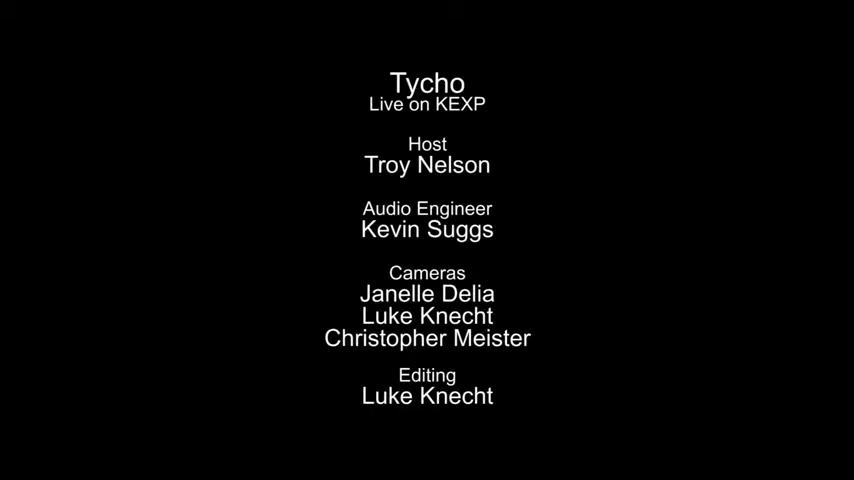 Tycho
Live on KEXP
Host
Troy Nelson
Audio Engineer
Kevin Suggs
Cameras
Janelle Delia
Luke Knecht
Christopher Meister
Editing
Luke Knecht